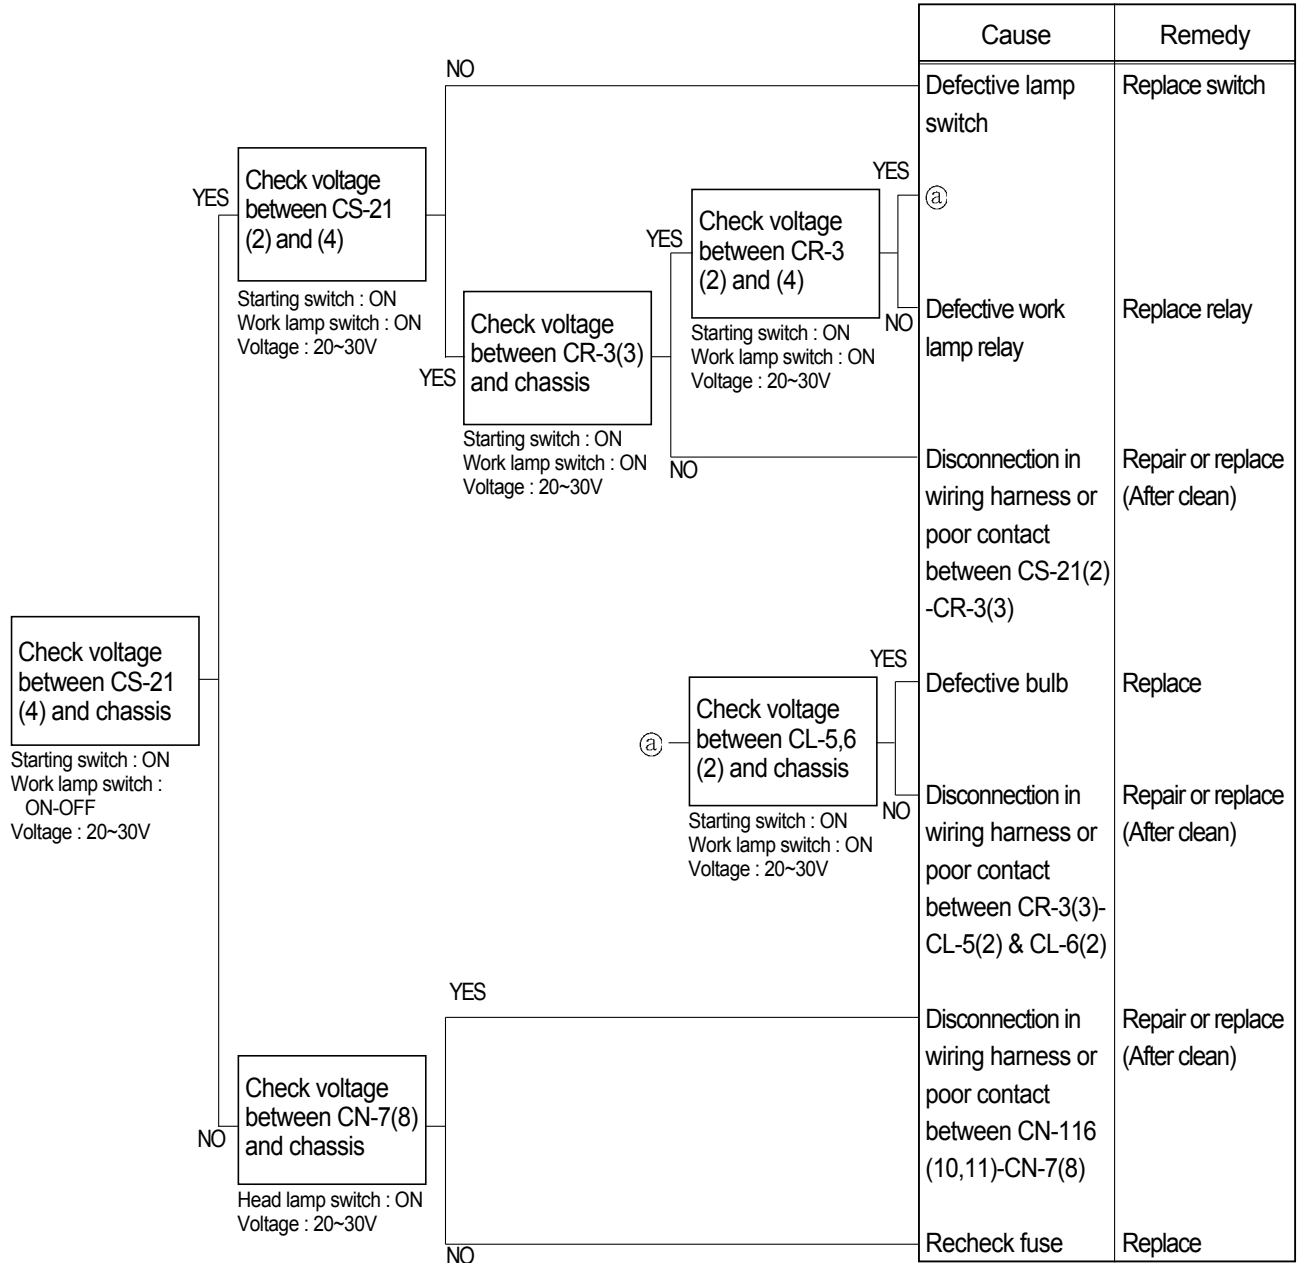 Cause
Remedy
NO
Defective lamp
switch
Replace switch
YES
Check voltage
between CS-21
(2) and (4)
Starting switch : ON
Work lamp switch : ON
Voltage : 20~30V
YES
Check voltage
between CR-3(3)
and chassis
Starting switch : ON
Work lamp switch : ON
Voltage : 20~30V
YES
Check voltage
between CR-3
(2) and (4)
Starting switch : ON
Work lamp switch : ON
Voltage : 20~30V
YES
ⓐ
NO
Defective work
lamp relay
Replace relay
NO
Disconnection in
wiring harness or
poor contact
between CS-21(2)
-CR-3(3)
Repair or replace
(After clean)
Check voltage
between CS-21
(4) and chassis
Starting switch : ON
Work lamp switch :
ON-OFF
Voltage : 20~30V
ⓐ
Check voltage
between CL-5,6
(2) and chassis
Starting switch : ON
Work lamp switch : ON
Voltage : 20~30V
YES
Defective bulb
Replace
NO
Disconnection in
wiring harness or
poor contact
between CR-3(3)-
CL-5(2) & CL-6(2)
Repair or replace
(After clean)
NO
Check voltage
between CN-7(8)
and chassis
Head lamp switch : ON
Voltage : 20~30V
YES
Disconnection in
wiring harness or
poor contact
between CN-116
(10,11)-CN-7(8)
Repair or replace
(After clean)
NO
Recheck fuse
Replace